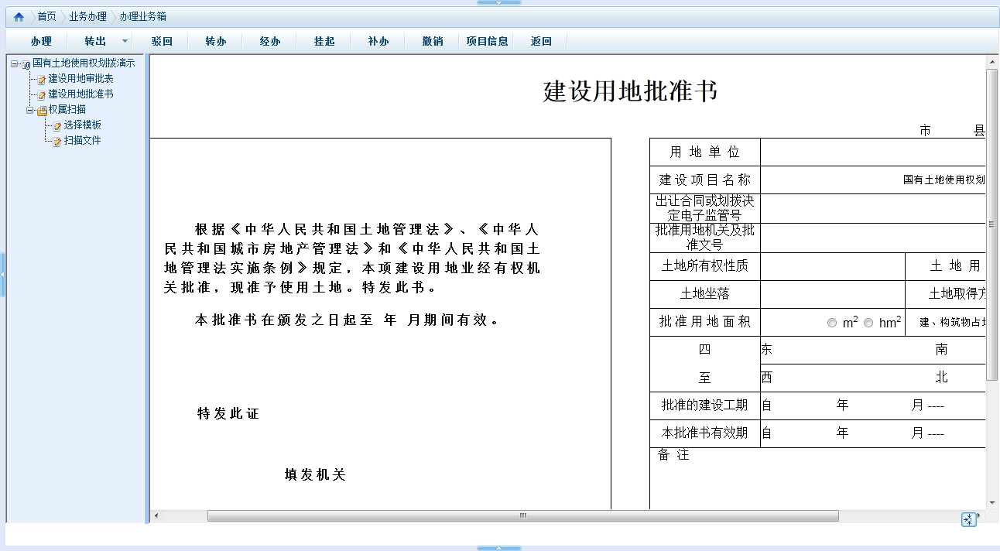 首页 业务办理 办理业务箱
办理 转出 驳回 转办 经办 挂起 补办 撤销 项目信息 返回
国有土地使用权划拨演示
建设用地审批表
建设用地批准书
权属扫描
选择模板
扫描文件
建设用地批准书
市 县
根据《中华人民共和国土地管理法》、《中华人
民共和国城市房地产管理法》和《中华人民共和国土
地管理法实施条例》规定，本项建设用地业经有权机
关批准，现准予使用土地。特发此书。
本批准书在颁发之日起至 年 月期间有效。
特发此证
填发机关
用 地 单 位
建 设 项 目 名 称 国有土地使用权划
出让合同或划拨决
定电子监管号
批准用地机关及批
准文号
土地所有权性质 土 地 用
土地坐落 土地取得方
批 准 用 地 面 积 m² hm² 建、构筑物占地
四 东 南
至 西 北
批准的建设工期 自 年 月 ----
本批准书有效期 自 年 月 ----
备 注